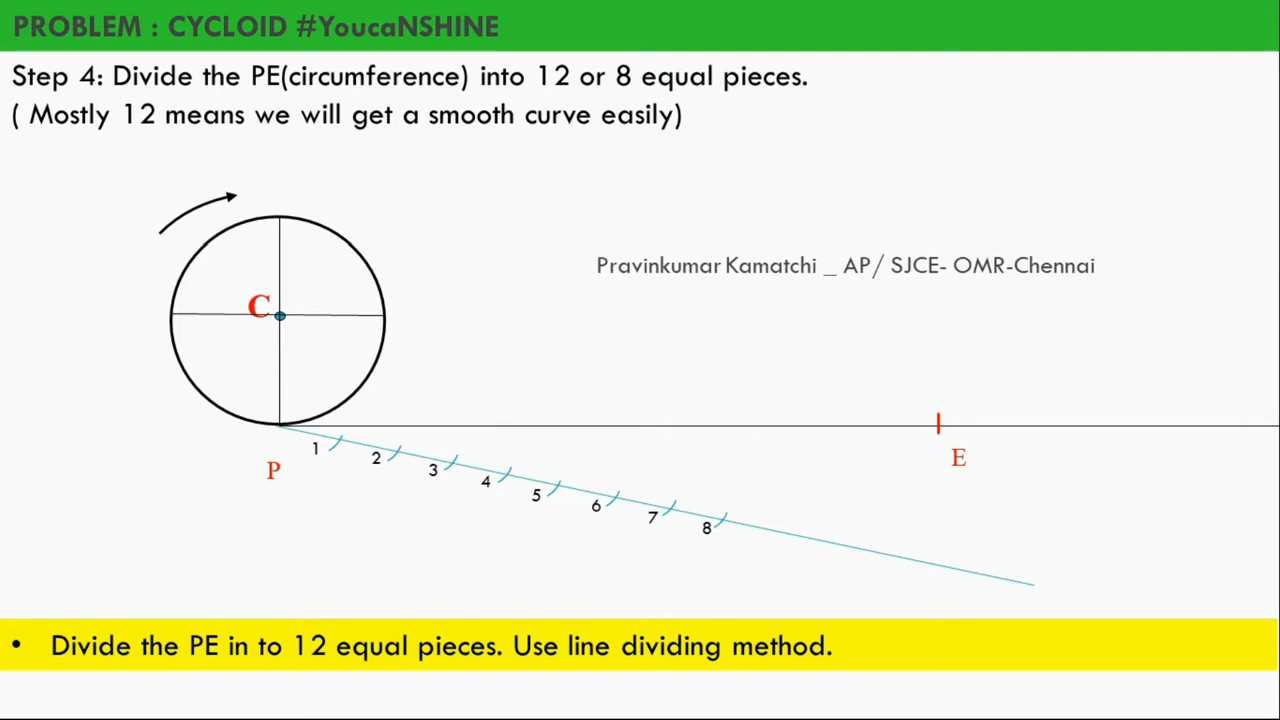 PROBLEM : CYCLOID #YoucaNSHINE
Step 4: Divide the PE(circumference) into 12 or 8 equal pieces.
( Mostly 12 means we will get a smooth curve easily)
Pravinkumar Kamatchi _ AP/ SJCE- OMR-Chennai
C
P
E
1
2
3
4
5
6
7
8
• Divide the PE in to 12 equal pieces. Use line dividing method.